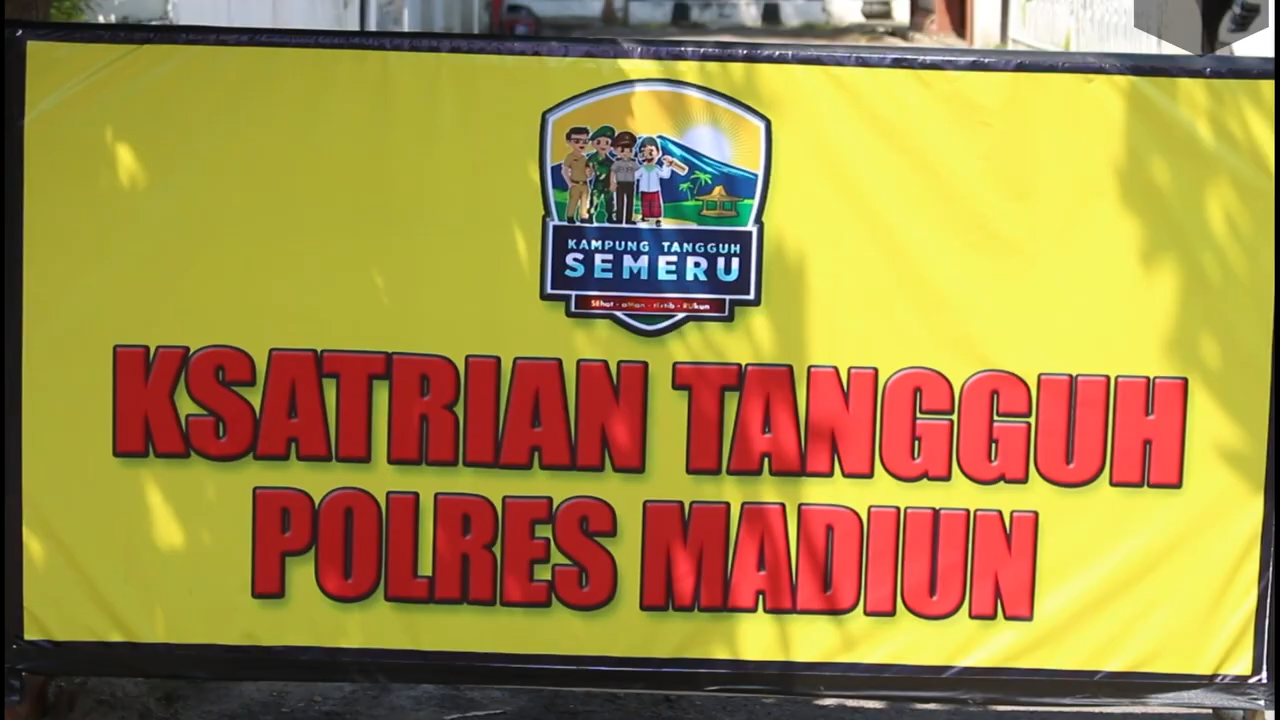 KAMPUNG TANGGUH
SEMERU
SEhat - aMan - tErtib - RUkun
KSATRIAN TANGGUH
POLRES MADIUN